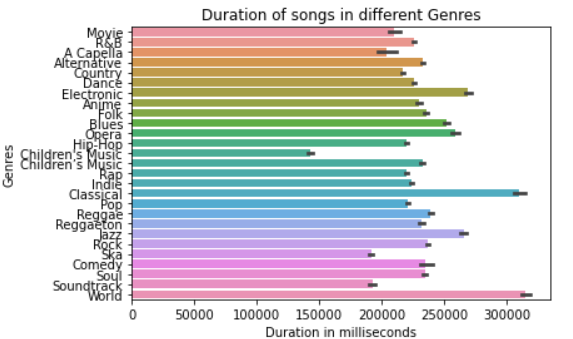 Duration of songs in different Genres
Movie
R&B
A Capella
Alternative
Country
Dance
Electronic
Anime
Folk
Blues
Opera
Hip-Hop
Children's Music
Children’s Music
Rap
Indie
Classical
Pop
Reggae
Reggaeton
Jazz
Rock
Ska
Comedy
Soul
Soundtrack
World
Genres
0 50000 100000 150000 200000 250000 300000
Duration in milliseconds